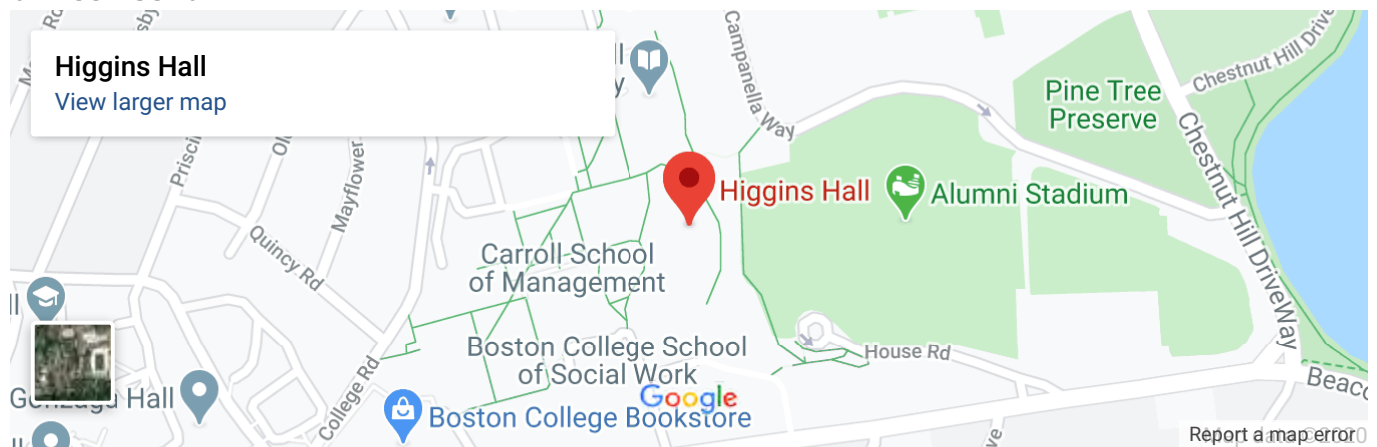 Higgins Hall
View larger map
Campanella Way
Pine Tree
Preserve
Chestnut Hill Drive
Chestnut Hill DriveWay
Higgins Hall
Alumni Stadium
Mayflower
Quincy Rd
Carroll School
of Management
Boston College School
of Social Work
House Rd
College Rd
Hall
Google
Boston College Bookstore
Report a map error